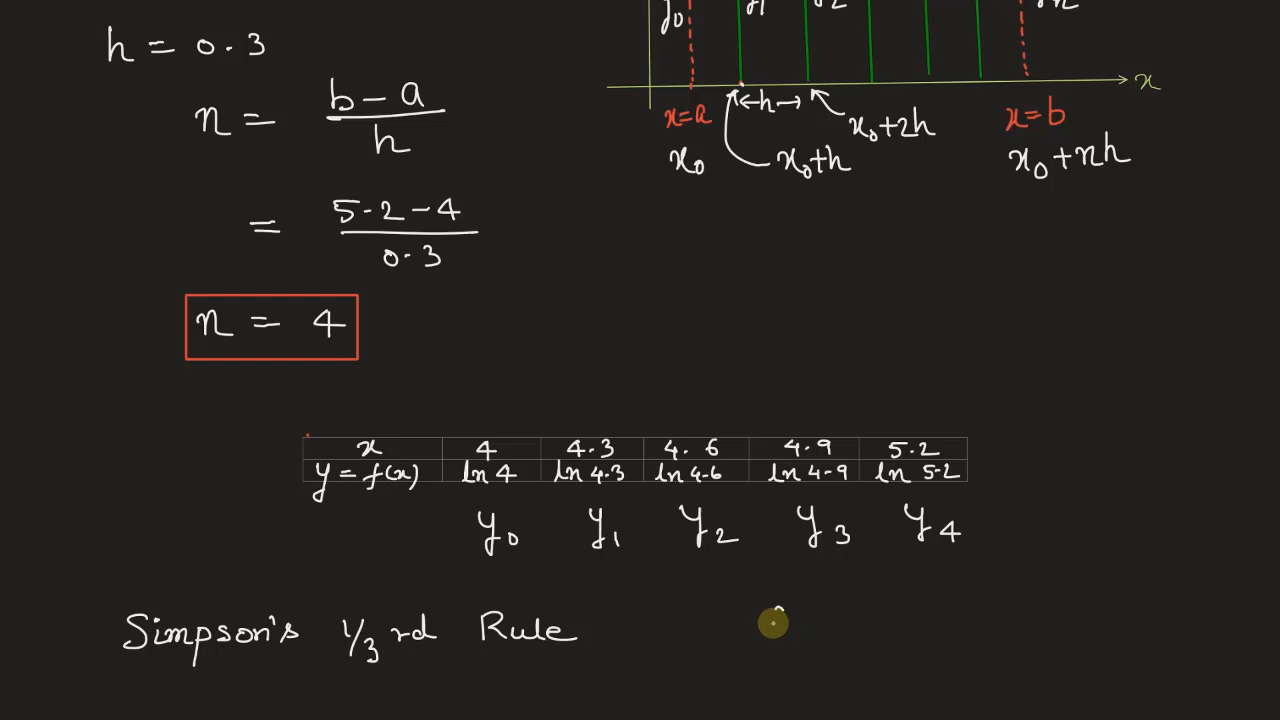 y0 y1
h = 0.3
n = b - a / h
x
x=a h x0+2h x=b
x0 x0+h x0+nh
= 5.2 - 4 / 0.3
n = 4
x 4 4.3 4.6 4.9 5.2
y = f(x) ln 4 ln 4.3 ln 4.6 ln 4.9 ln 5.2
y0 y1 y2 y3 y4
Simpson's 1/3 rd Rule